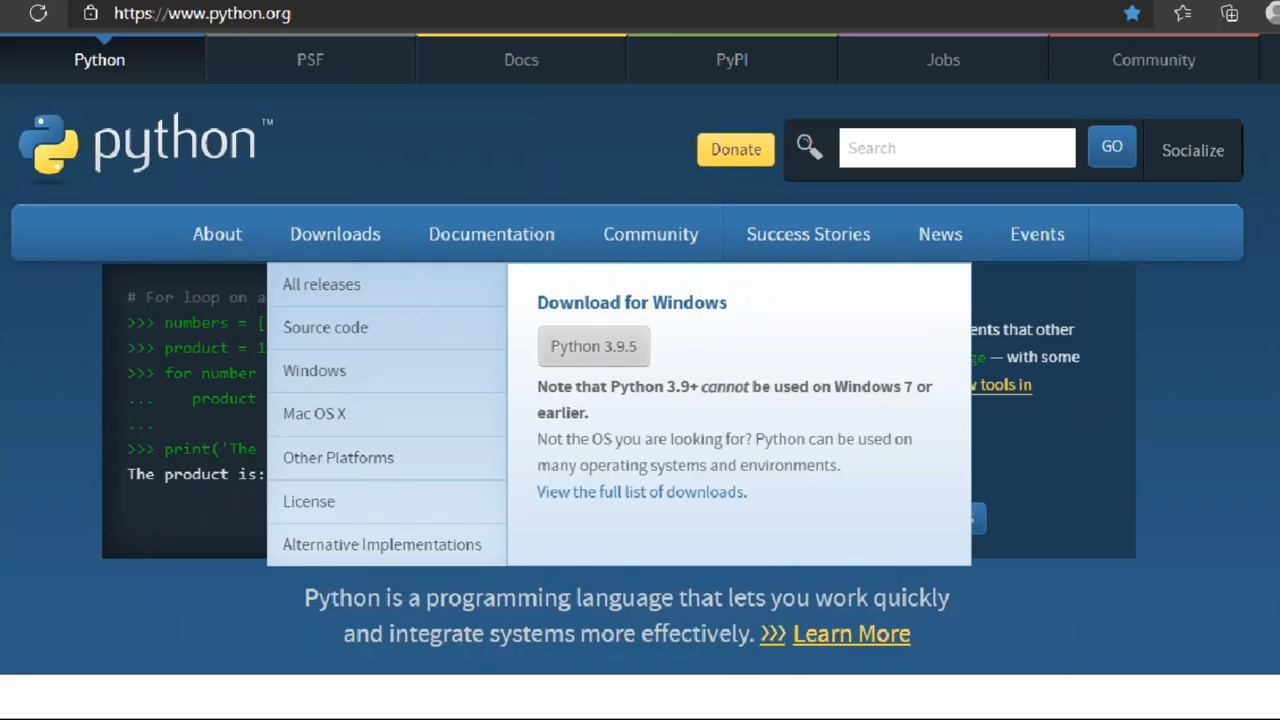 https://www.python.org
Python PSF Docs PyPI Jobs Community
python™
Donate Search GO Socialize
About Downloads Documentation Community Success Stories News Events
# For loop on a
>>> numbers = [
>>> product = 1
>>> for number
... product
...
>>> print('The
The product is:
All releases
Source code
Windows
Mac OS X
Other Platforms
License
Alternative Implementations
Download for Windows
Python 3.9.5
Note that Python 3.9+ cannot be used on Windows 7 or
earlier.
Not the OS you are looking for? Python can be used on
many operating systems and environments.
View the full list of downloads.
that other
— with some
tools in
Python is a programming language that lets you work quickly
and integrate systems more effectively. >>> Learn More